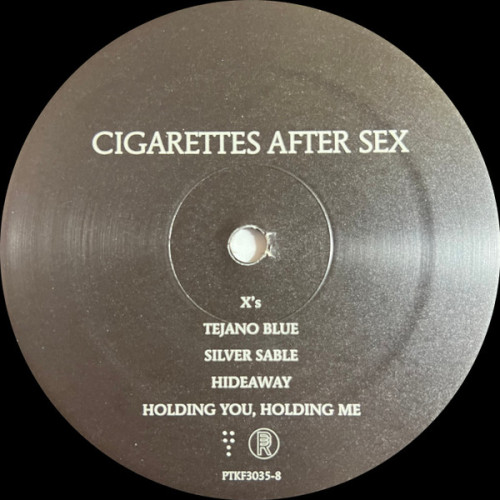 CIGARETTES AFTER SEX
X's
TEJANO BLUE
SILVER SABLE
HIDEAWAY
HOLDING YOU, HOLDING ME
R
PTKF3035-8